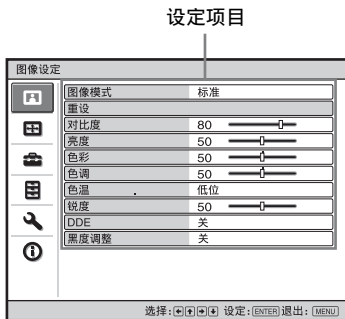 设定项目
图像设定
图像模式 标准
重设
对比度 80
亮度 50
色彩 50
色调 50
色温 低位
锐度 50
DDE 关
黑度调整 关
选择: 设定: ENTER 退出: MENU